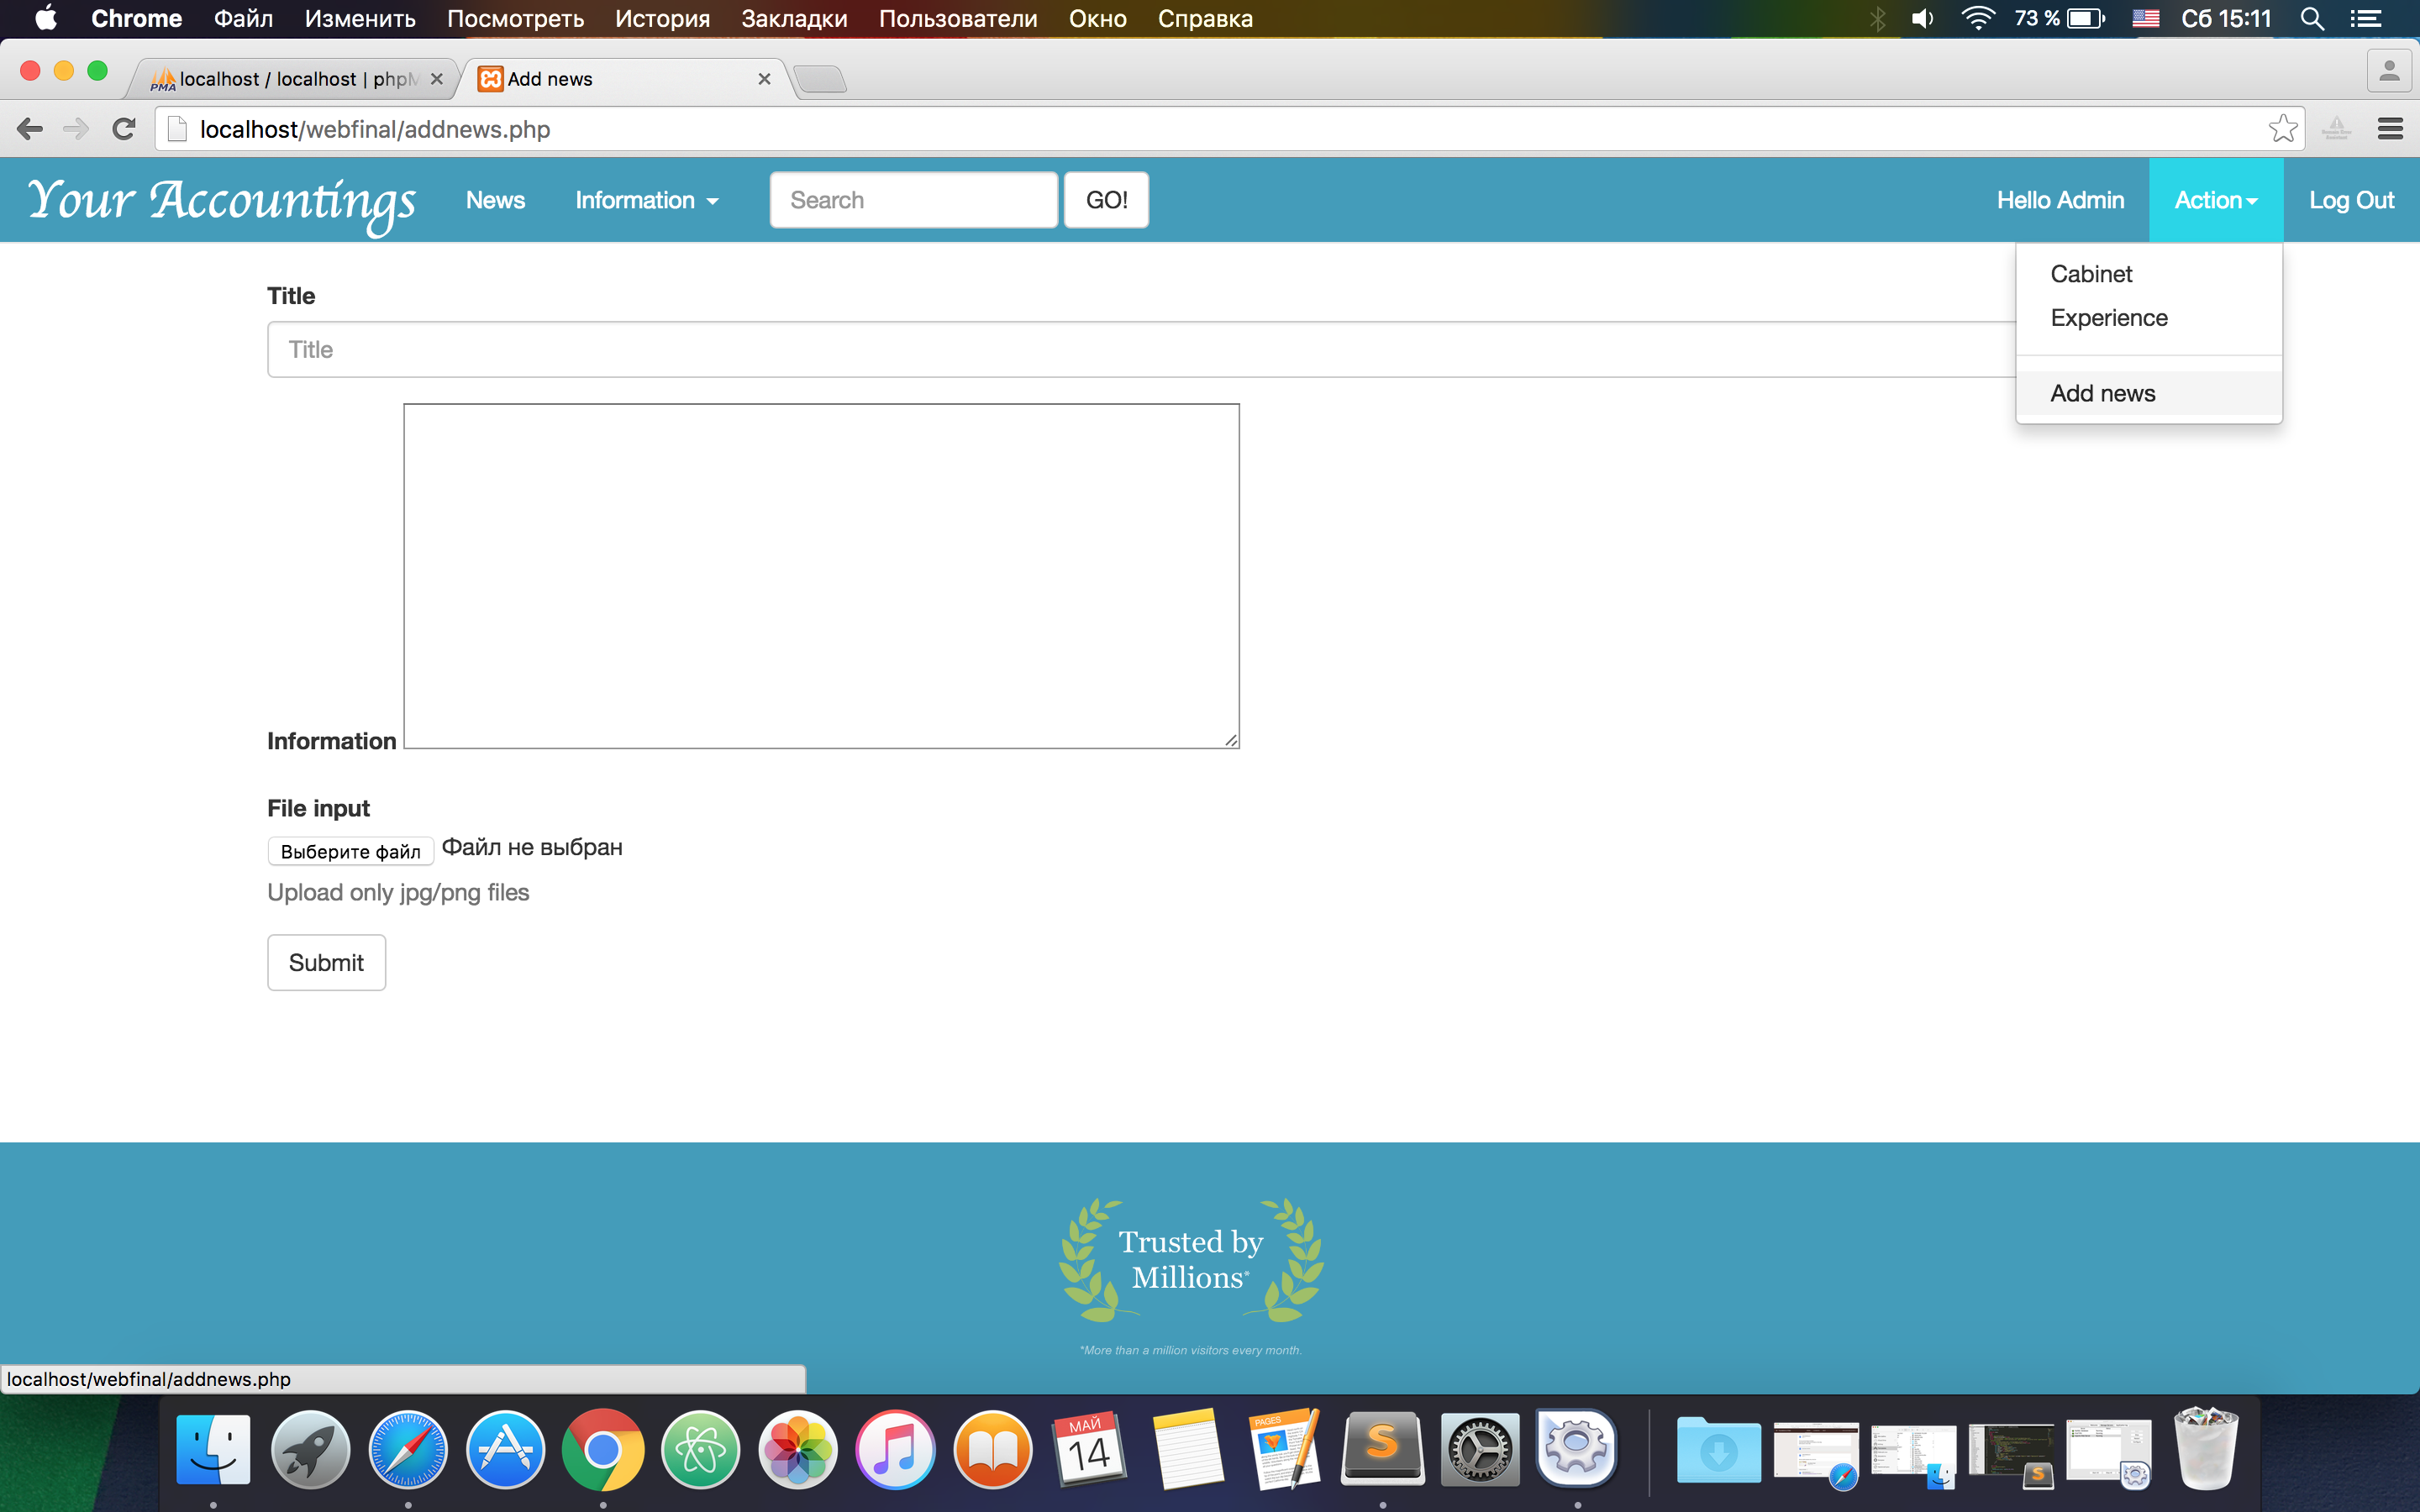 Chrome Файл Изменить Посмотреть История Закладки Пользователи Окно Справка 73 % Сб 15:11
PMA localhost / localhost | phpM Add news
localhost/webfinal/addnews.php
Your Accountings News Information Search GO! Hello Admin Action Log Out
Cabinet
Experience
Add news
Title
Title
Information
File input
Выберите файл Файл не выбран
Upload only jpg/png files
Submit
Trusted by
Millions*
*More than a million visitors every month.
localhost/webfinal/addnews.php
МАЙ
14
PAGES